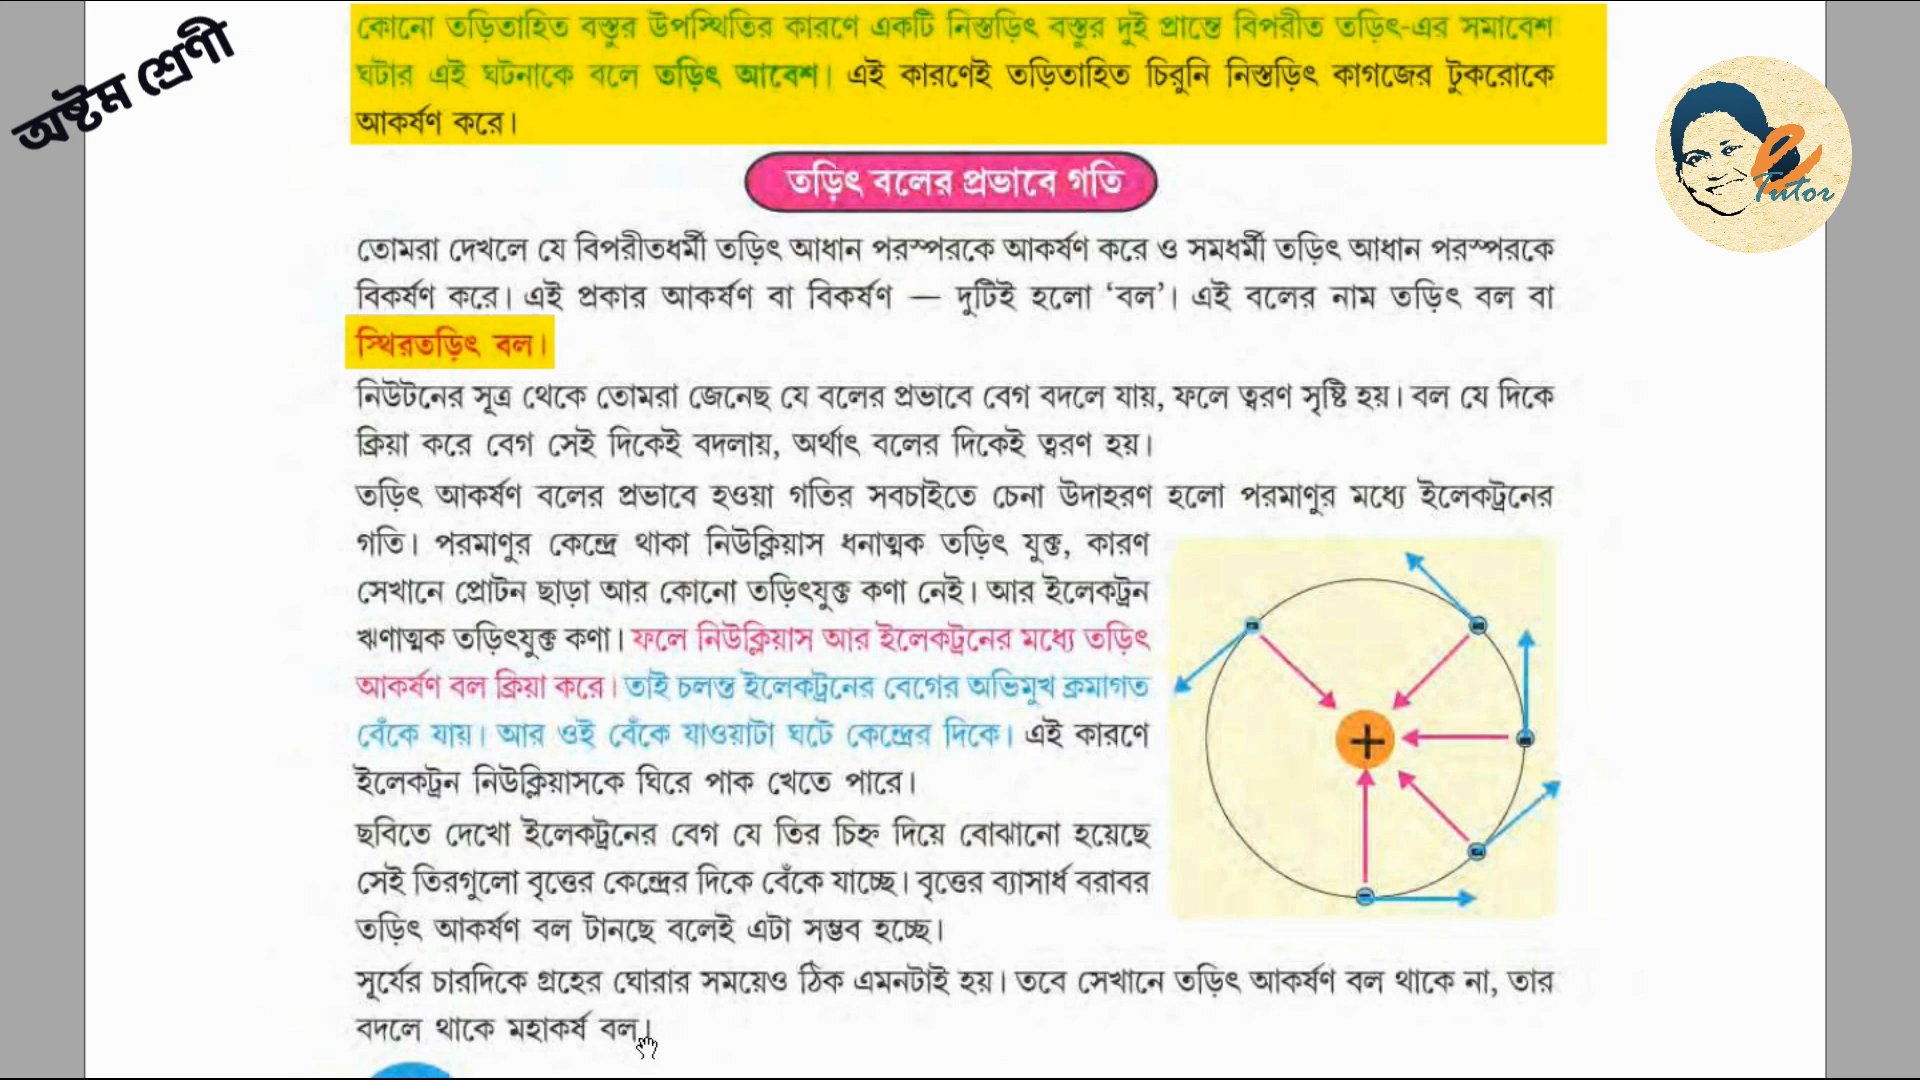 অষ্টম শ্রেণী
কোনো তড়িতাহিত বস্তুর উপস্থিতির কারণে একটি নিস্তড়িৎ বস্তুর দুই প্রান্তে বিপরীত তড়িৎ-এর সমাবেশ
ঘটার এই ঘটনাকে বলে তড়িৎ আবেশ। এই কারণেই তড়িতাহিত চিরুনি নিস্তড়িৎ কাগজের টুকরোকে
আকর্ষণ করে।
e
Tutor
তড়িৎ বলের প্রভাবে গতি
তোমরা দেখলে যে বিপরীতধর্মী তড়িৎ আধান পরস্পরকে আকর্ষণ করে ও সমধর্মী তড়িৎ আধান পরস্পরকে
বিকর্ষণ করে। এই প্রকার আকর্ষণ বা বিকর্ষণ — দুটিই হলো ‘বল’। এই বলের নাম তড়িৎ বল বা
স্থিরতড়িৎ বল।
নিউটনের সূত্র থেকে তোমরা জেনেছ যে বলের প্রভাবে বেগ বদলে যায়, ফলে ত্বরণ সৃষ্টি হয়। বল যে দিকে
ক্রিয়া করে বেগ সেই দিকেই বদলায়, অর্থাৎ বলের দিকেই ত্বরণ হয়।
তড়িৎ আকর্ষণ বলের প্রভাবে হওয়া গতির সবচাইতে চেনা উদাহরণ হলো পরমাণুর মধ্যে ইলেকট্রনের
গতি। পরমাণুর কেন্দ্রে থাকা নিউক্লিয়াস ধনাত্মক তড়িৎ যুক্ত, কারণ
সেখানে প্রোটন ছাড়া আর কোনো তড়িৎযুক্ত কণা নেই। আর ইলেকট্রন
ঋণাত্মক তড়িৎযুক্ত কণা। ফলে নিউক্লিয়াস আর ইলেকট্রনের মধ্যে তড়িৎ
আকর্ষণ বল ক্রিয়া করে। তাই চলন্ত ইলেকট্রনের বেগের অভিমুখ ক্রমাগত
বেঁকে যায়। আর ওই বেঁকে যাওয়াটা ঘটে কেন্দ্রের দিকে। এই কারণে
ইলেকট্রন নিউক্লিয়াসকে ঘিরে পাক খেতে পারে।
ছবিতে দেখো ইলেকট্রনের বেগ যে তির চিহ্ন দিয়ে বোঝানো হয়েছে
সেই তিরগুলো বৃত্তের কেন্দ্রের দিকে বেঁকে যাচ্ছে। বৃত্তের ব্যাসার্ধ বরাবর
তড়িৎ আকর্ষণ বল টানছে বলেই এটা সম্ভব হচ্ছে।
সূর্যের চারদিকে গ্রহের ঘোরার সময়েও ঠিক এমনটাই হয়। তবে সেখানে তড়িৎ আকর্ষণ বল থাকে না, তার
বদলে থাকে মহাকর্ষ বল।
+